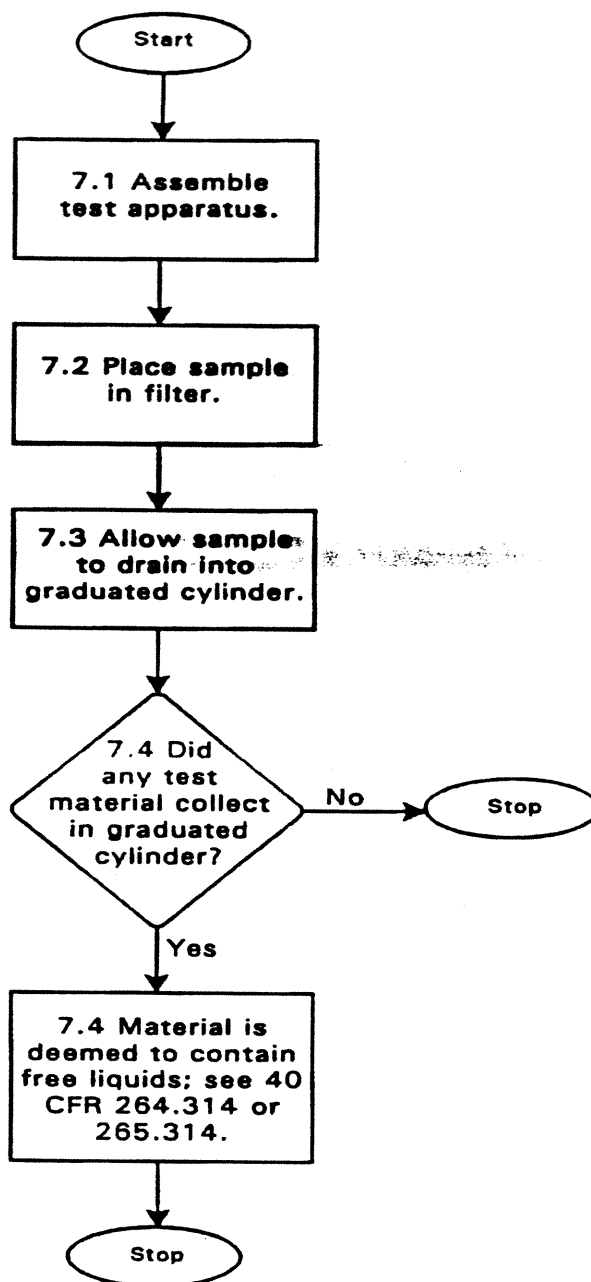 Start
7.1 Assemble
test apparatus.
7.2 Place sample
in filter.
7.3 Allow sample
to drain into
graduated cylinder.
7.4 Did
any test
material collect
in graduated
cylinder?
No
Stop
Yes
7.4 Material is
deemed to contain
free liquids; see 40
CFR 264.314 or
265.314.
Stop